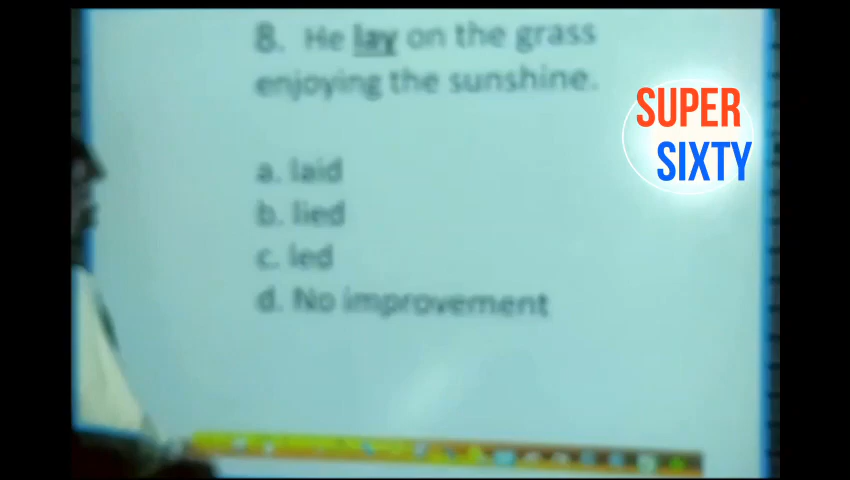 8. He lay on the grass
enjoying the sunshine.
SUPER
SIXTY
a. laid
b. lied
c. led
d. No improvement